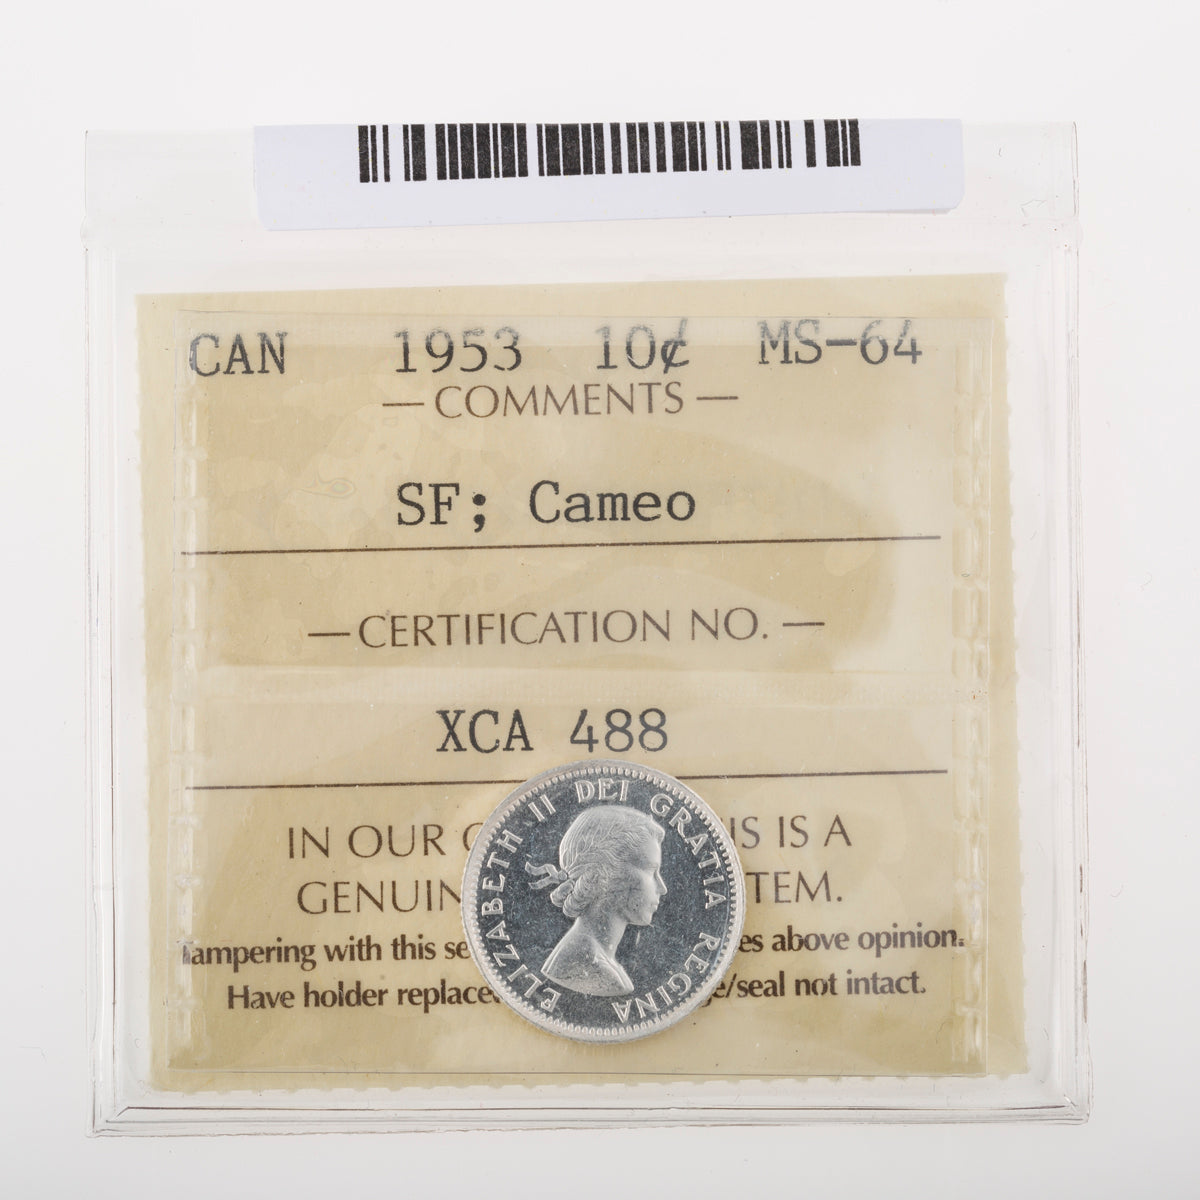 CAN 1953 10¢ MS-64
— COMMENTS —
SF; Cameo
— CERTIFICATION NO. —
XCA 488
IN OUR IS A
GENUIN TEM.
Tampering with this se es above opinion.
Have holder replace e/seal not intact.
ELIZABETH II DEI GRATIA REGINA